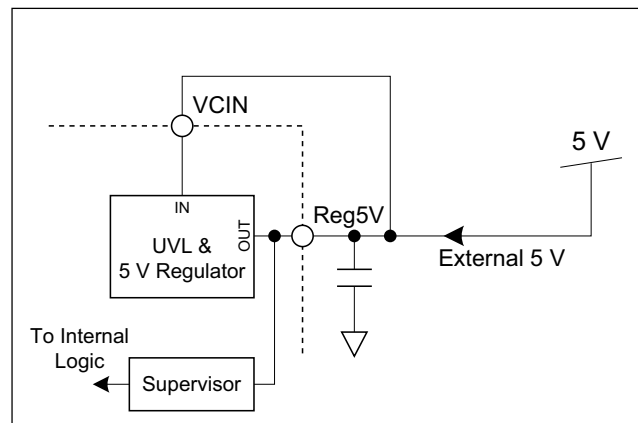 VCIN
5 V
IN
UVL &
5 V Regulator
OUT
Reg5V
External 5 V
To Internal
Logic
Supervisor